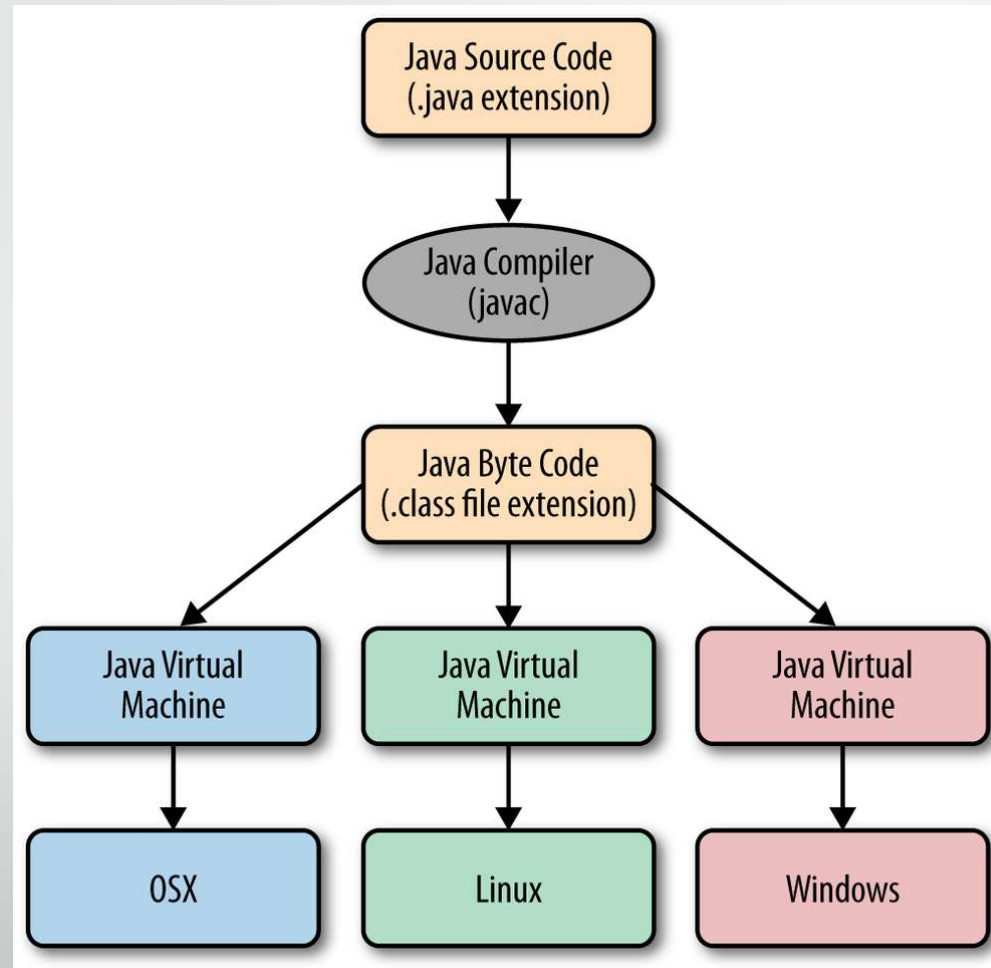 Java Source Code
(.java extension)
Java Compiler
(javac)
Java Byte Code
(.class file extension)
Java Virtual
Machine
Java Virtual
Machine
Java Virtual
Machine
OSX
Linux
Windows